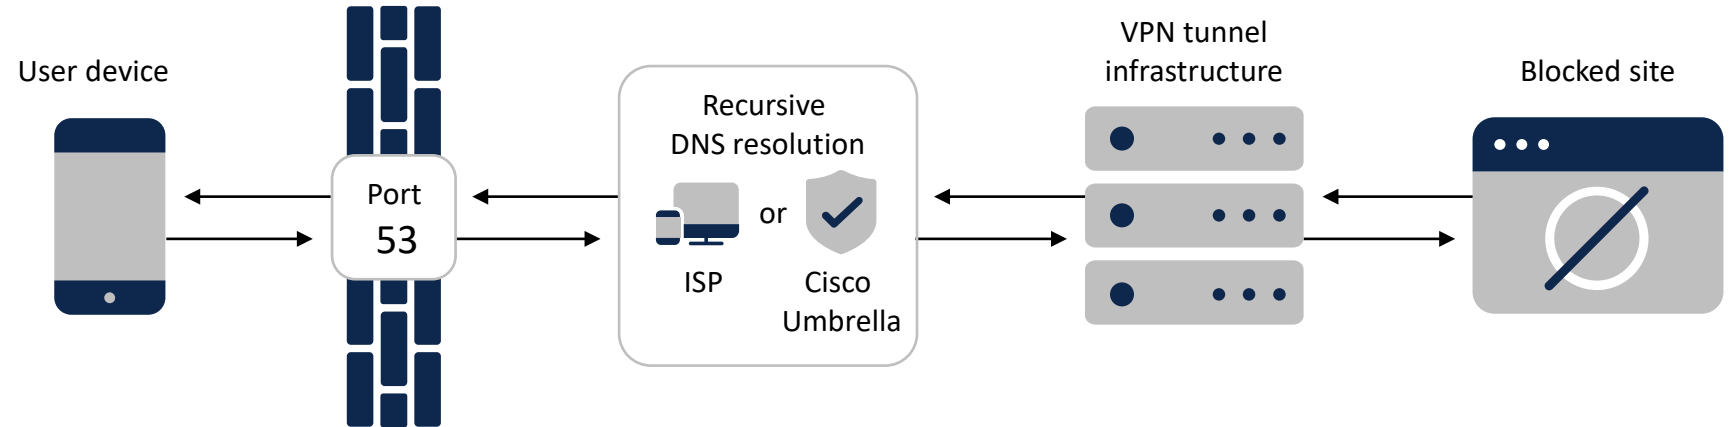 User device
Port
53
Recursive
DNS resolution
or
ISP
Cisco
Umbrella
VPN tunnel
infrastructure
Blocked site